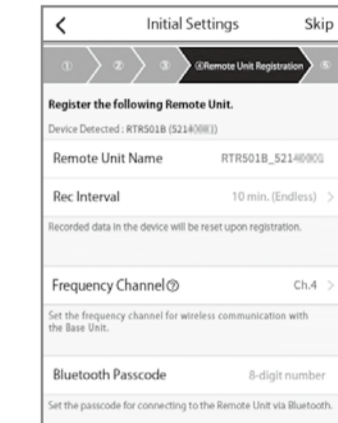 Initial Settings Skip
① ② ③ ④Remote Unit Registration ⑤
Register the following Remote Unit.
Device Detected : RTR501B
Remote Unit Name
Rec Interval 10 min. (Endless) >
Recorded data in the device will be reset upon registration.
Frequency Channel Ch.4 >
Set the frequency channel for wireless communication with
the Base Unit.
Bluetooth Passcode 8-digit number
Set the passcode for connecting to the Remote Unit via Bluetooth.